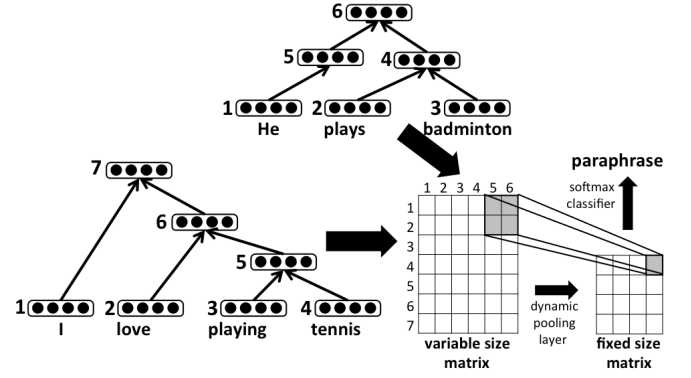 6
5
4
1
2
3
He
plays
badminton
7
6
5
1
2
3
4
I
love
playing
tennis
1 2 3 4 5 6
1
2
3
4
5
6
7
variable size
matrix
dynamic
pooling
layer
paraphrase
softmax
classifier
fixed size
matrix